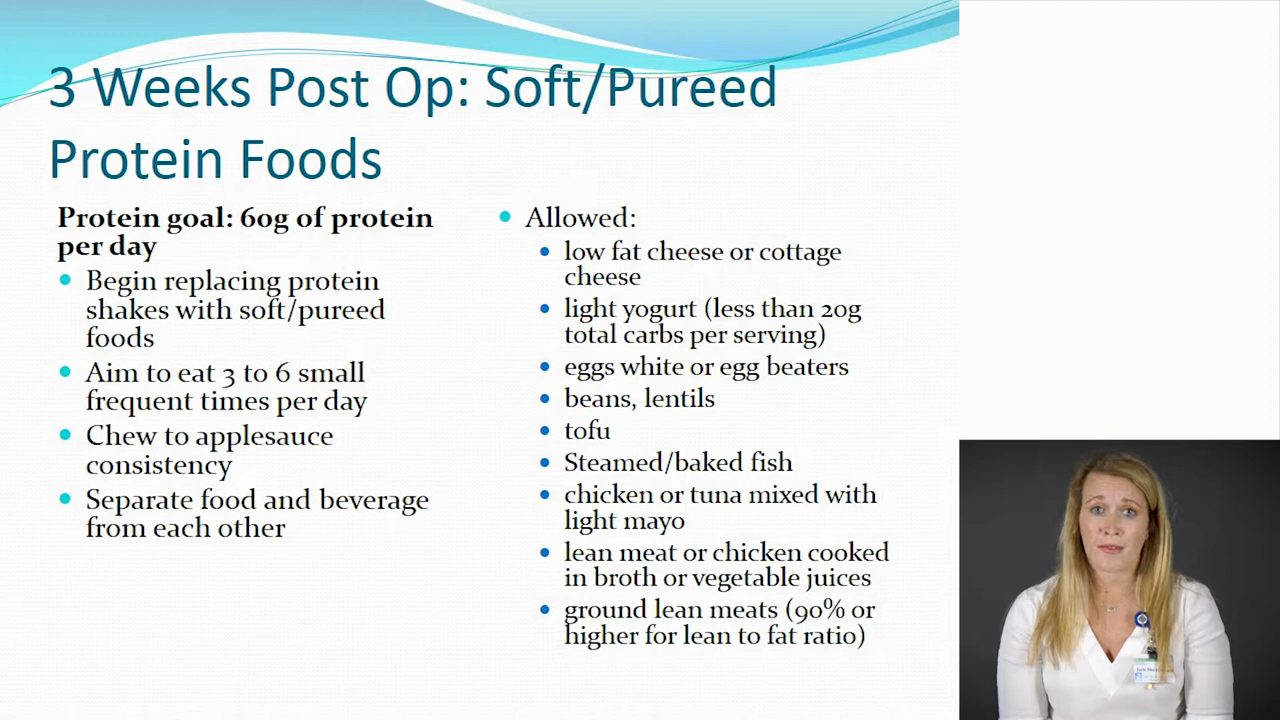 3 Weeks Post Op: Soft/Pureed
Protein Foods
Protein goal: 60g of protein
per day
Begin replacing protein
shakes with soft/pureed
foods
Aim to eat 3 to 6 small
frequent times per day
Chew to applesauce
consistency
Separate food and beverage
from each other
Allowed:
low fat cheese or cottage
cheese
light yogurt (less than 20g
total carbs per serving)
eggs white or egg beaters
beans, lentils
tofu
Steamed/baked fish
chicken or tuna mixed with
light mayo
lean meat or chicken cooked
in broth or vegetable juices
ground lean meats (90% or
higher for lean to fat ratio)